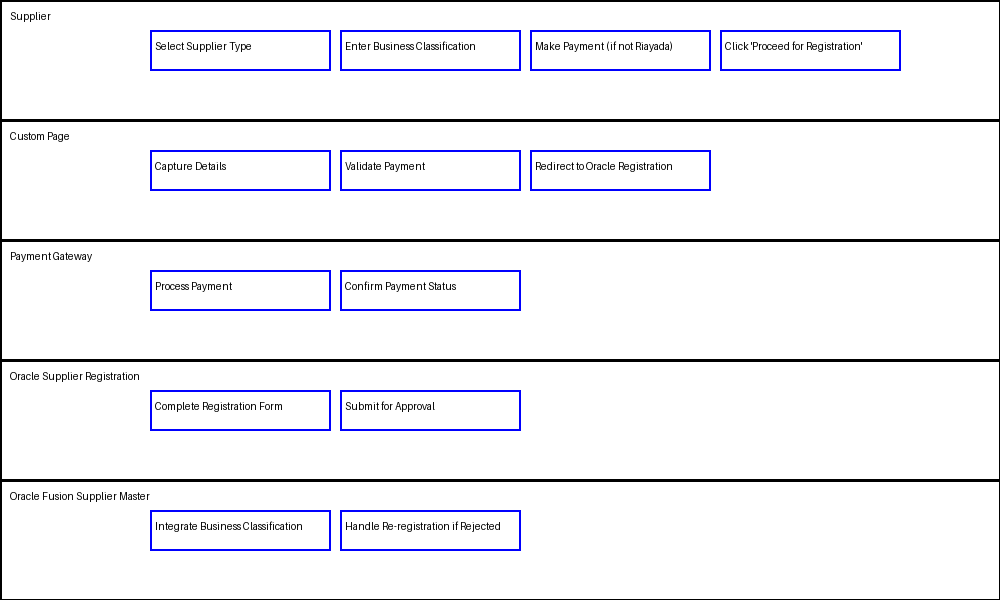 Supplier
Select Supplier Type
Enter Business Classification
Make Payment (if not Riayada)
Click 'Proceed for Registration'
Custom Page
Capture Details
Validate Payment
Redirect to Oracle Registration
Payment Gateway
Process Payment
Confirm Payment Status
Oracle Supplier Registration
Complete Registration Form
Submit for Approval
Oracle Fusion Supplier Master
Integrate Business Classification
Handle Re-registration if Rejected